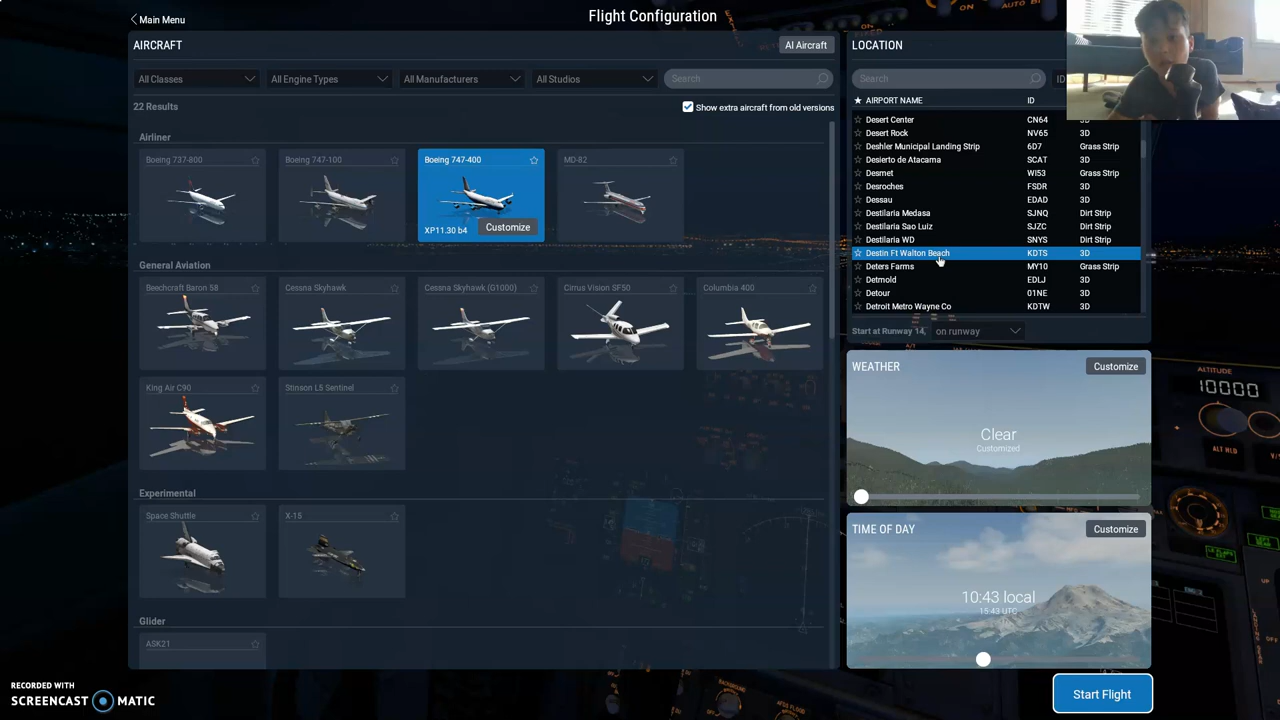 Main Menu
Flight Configuration
AIRCRAFT
AI Aircraft
All Classes
All Engine Types
All Manufacturers
All Studios
Search
22 Results
Show extra aircraft from old versions
Airliner
Boeing 737-800
Boeing 747-100
Boeing 747-400
XP11.30 b4
Customize
MD-82
General Aviation
Beechcraft Baron 58
Cessna Skyhawk
Cessna Skyhawk (G1000)
Cirrus Vision SF50
Columbia 400
King Air C90
Stinson L5 Sentinel
Experimental
Space Shuttle
X-15
Glider
ASK21
LOCATION
Search
ID
AIRPORT NAME ID
Desert Center CN64 3D
Desert Rock NV65 3D
Deshler Municipal Landing Strip 6D7 Grass Strip
Desierto de Atacama SCAT 3D
Desmet WI53 Grass Strip
Desroches FSDR 3D
Dessau EDAD 3D
Destilaria Medasa SJNQ Dirt Strip
Destilaria Sao Luiz SJZC Dirt Strip
Destilaria WD SNYS Dirt Strip
Destin Ft Walton Beach KDTS 3D
Deters Farms MY10 Grass Strip
Detmold EDLJ 3D
Detour 01NE 3D
Detroit Metro Wayne Co KDTW 3D
Start at Runway 14, on runway
WEATHER
Customize
Clear
Customized
TIME OF DAY
Customize
10:43 local
15:43 UTC
Start Flight
ALTITUDE
10000
ALT HLD
RECORDED WITH
SCREENCAST MATIC